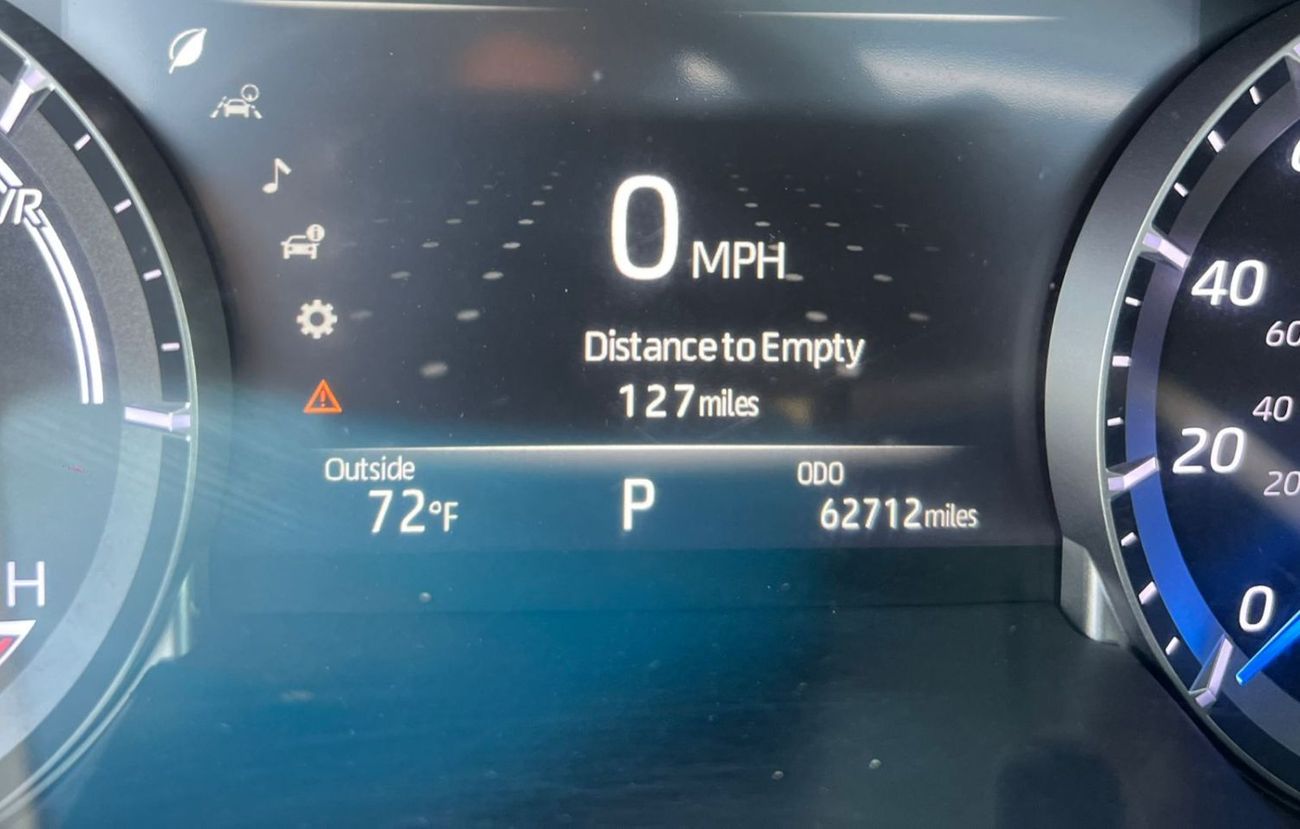 /R
0 MPH
40
60
Distance to Empty
127 miles
40
20
20
Outside
ODO
72°F
P
62712 miles
H
0